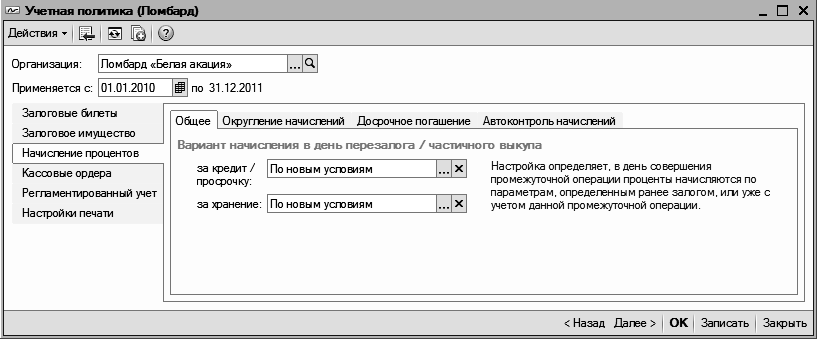 Учетная политика (Ломбард)
Действия
Организация: Ломбард «Белая акация» ...
Применяется с: 01.01.2010 по 31.12.2011
Залоговые билеты
Залоговое имущество
Начисление процентов
Кассовые ордера
Регламентированный учет
Настройки печати
Общее Округление начислений Досрочное погашение Автоконтроль начислений
Вариант начисления в день перезалога / частичного выкупа
за кредит /
просрочку: По новым условиям ...
за хранение: По новым условиям ...
Настройка определяет, в день совершения
промежуточной операции проценты начисляются по
параметрам, определенным ранее залогом, или уже с
учетом данной промежуточной операции.
< Назад Далее > OK Записать Закрыть